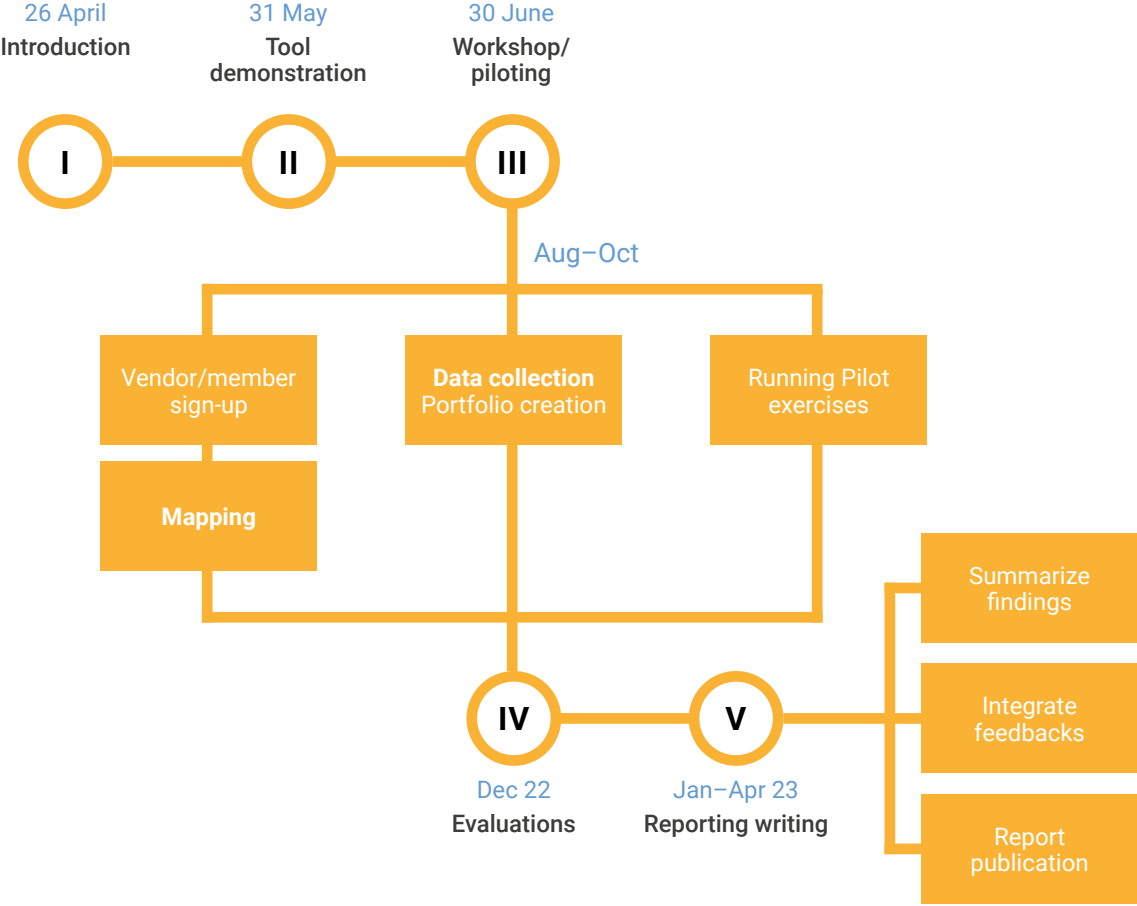 26 April
Introduction
31 May
Tool
demonstration
30 June
Workshop/
piloting
I
II
III
Aug–Oct
Vendor/member
sign-up
Data collection
Portfolio creation
Running Pilot
exercises
Mapping
Summarize
findings
Integrate
feedbacks
Report
publication
IV
V
Dec 22
Evaluations
Jan–Apr 23
Reporting writing